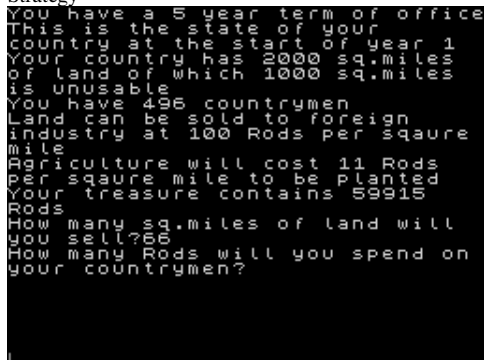 Strategy
You have a 5 year term of office
This is the state of your
country at the start of year 1
Your country has 2000 sq.miles
of land of which 1000 sq.miles
is unusable
You have 496 countrymen
Land can be sold to foreign
industry at 100 Rods per sqaure
mile
Agriculture will cost 11 Rods
per sqaure mile to be planted
Your treasure contains 59915
Rods
How many sq.miles of land will
you sell?66
How many Rods will you spend on
your countrymen?